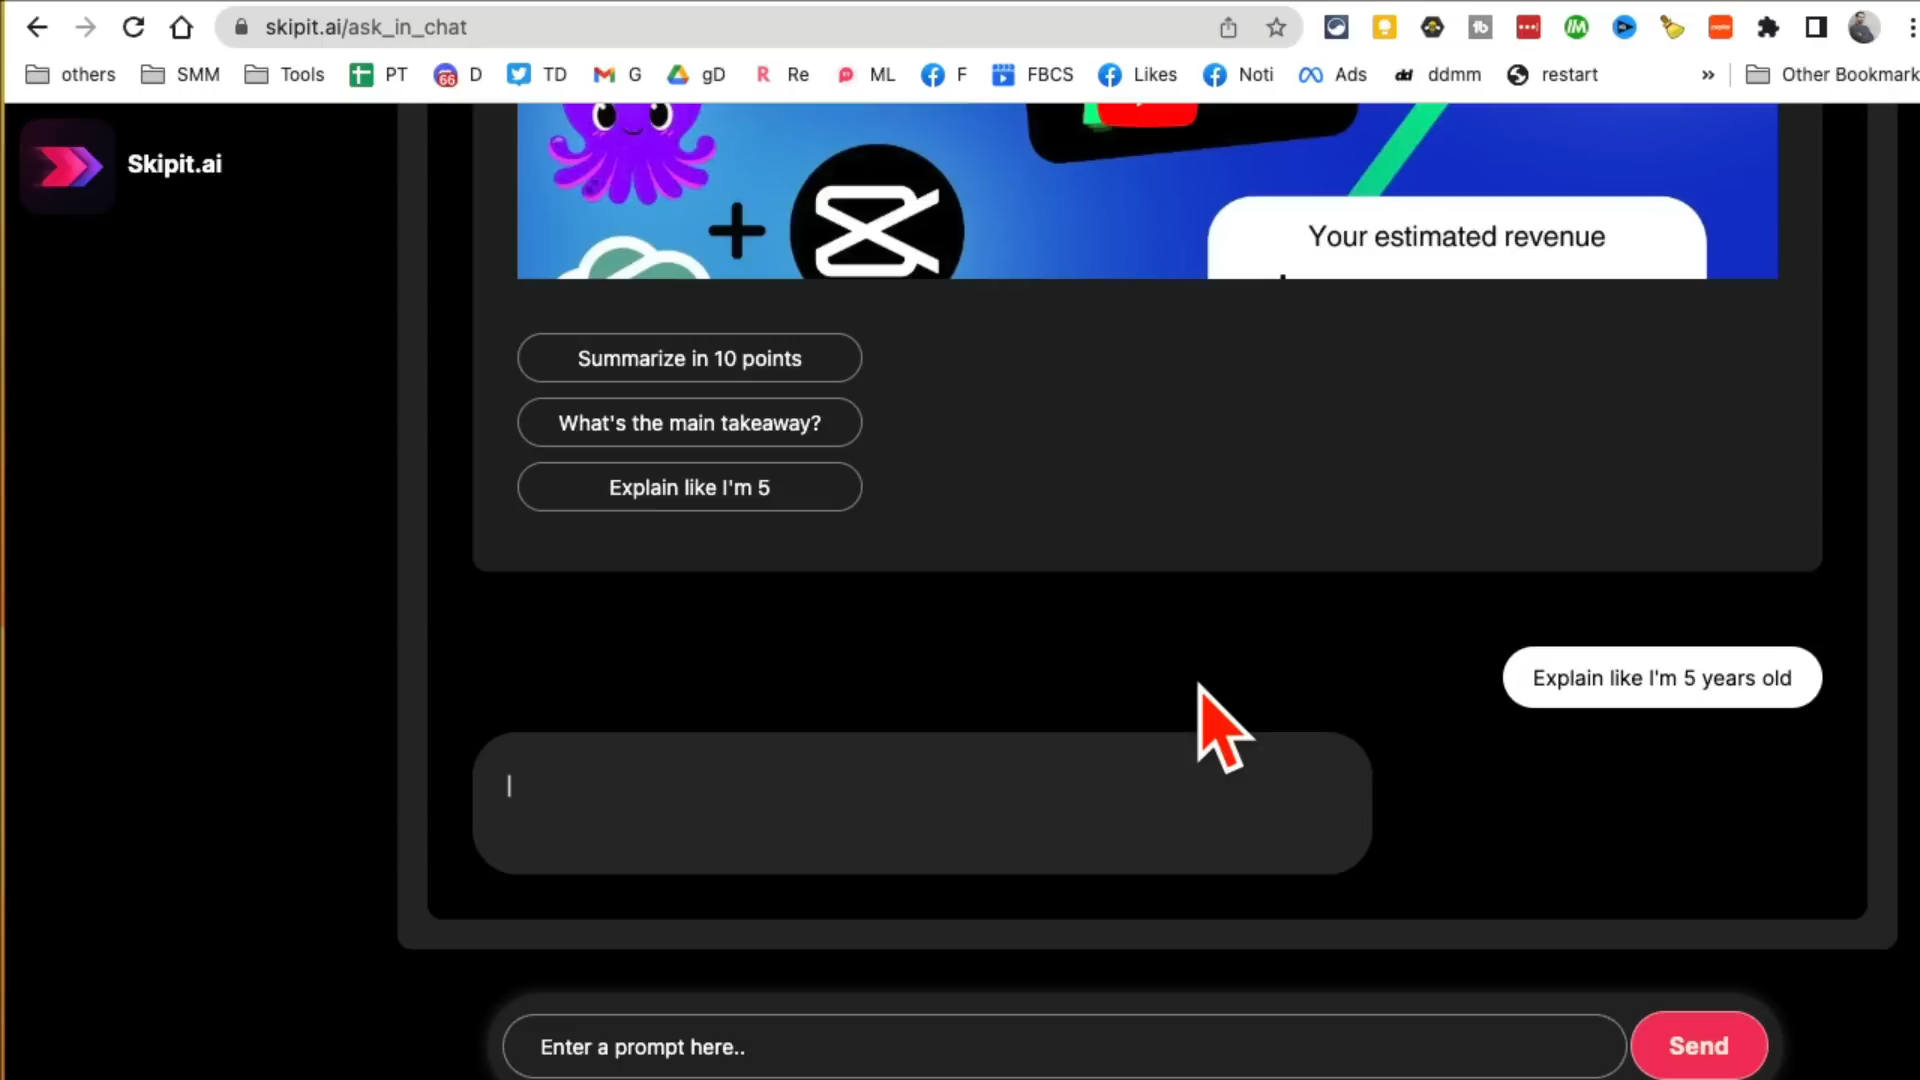 skipit.ai/ask_in_chat
others SMM Tools PT D TD G gD Re ML F FBCS Likes Noti Ads ddmm restart » Other Bookmark
Skipit.ai
Your estimated revenue
Summarize in 10 points
What's the main takeaway?
Explain like I'm 5
Explain like I'm 5 years old
Enter a prompt here..
Send